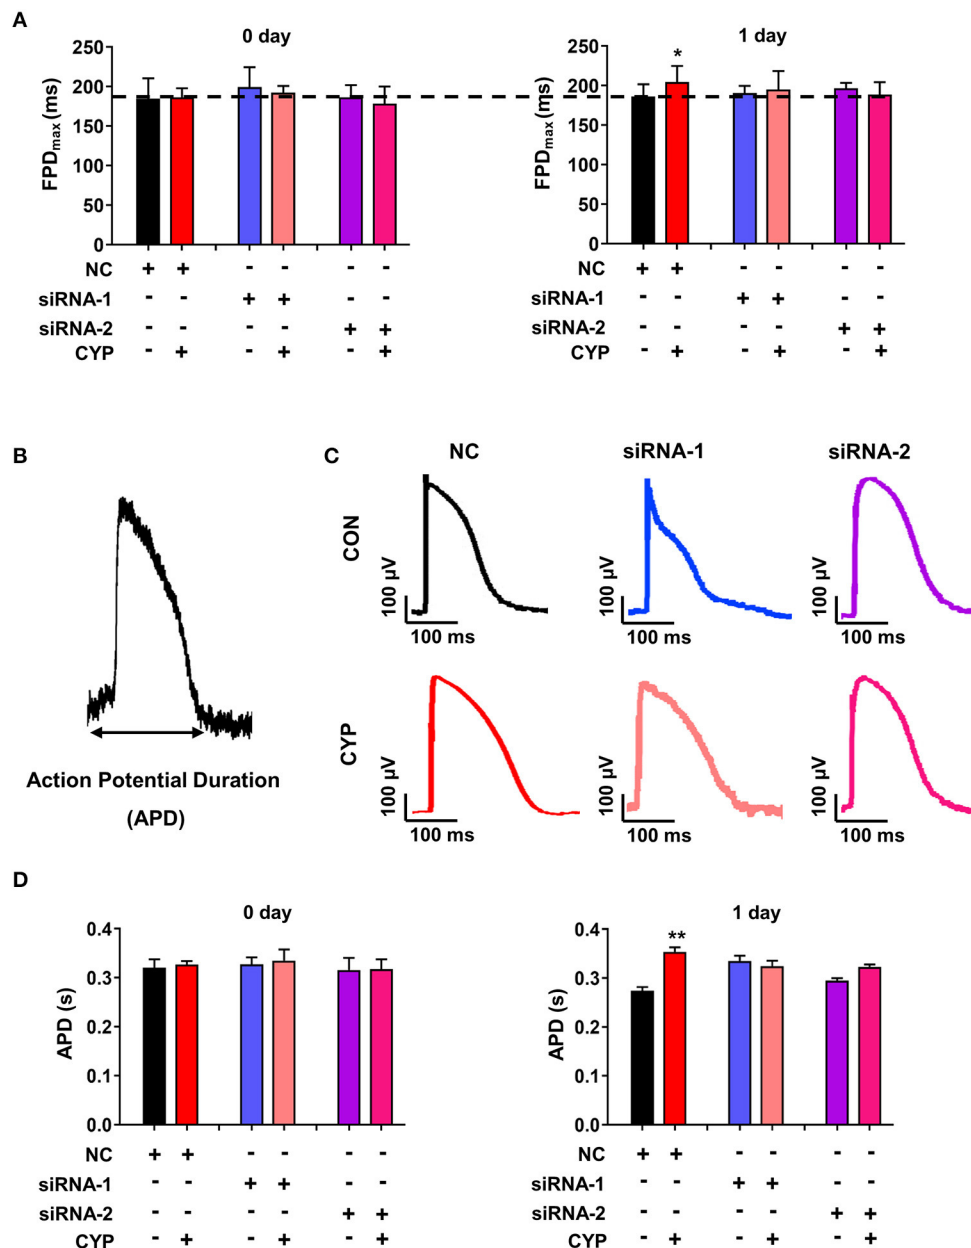 A
0 day
1 day
FPDmax (ms)
250
200
150
100
50
0
FPDmax (ms)
250
200
150
100
50
0
*
NC + + - - - -
siRNA-1 - - + + - -
siRNA-2 - - - - + +
CYP - + - + - +
NC + + - - - -
siRNA-1 - - + + - -
siRNA-2 - - - - + +
CYP - + - + - +
B
Action Potential Duration
(APD)
C
NC
siRNA-1
siRNA-2
CON
100 µV
100 ms
100 µV
100 ms
100 µV
100 ms
CYP
100 µV
100 ms
100 µV
100 ms
100 µV
100 ms
D
0 day
1 day
APD (s)
0.4
0.3
0.2
0.1
0.0
APD (s)
0.4
0.3
0.2
0.1
0.0
**
NC + + - - - -
siRNA-1 - - + + - -
siRNA-2 - - - - + +
CYP - + - + - +
NC + + - - - -
siRNA-1 - - + + - -
siRNA-2 - - - - + +
CYP - + - + - +